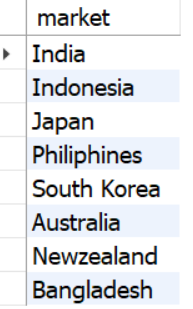 market
India
Indonesia
Japan
Philiphines
South Korea
Australia
Newzealand
Bangladesh